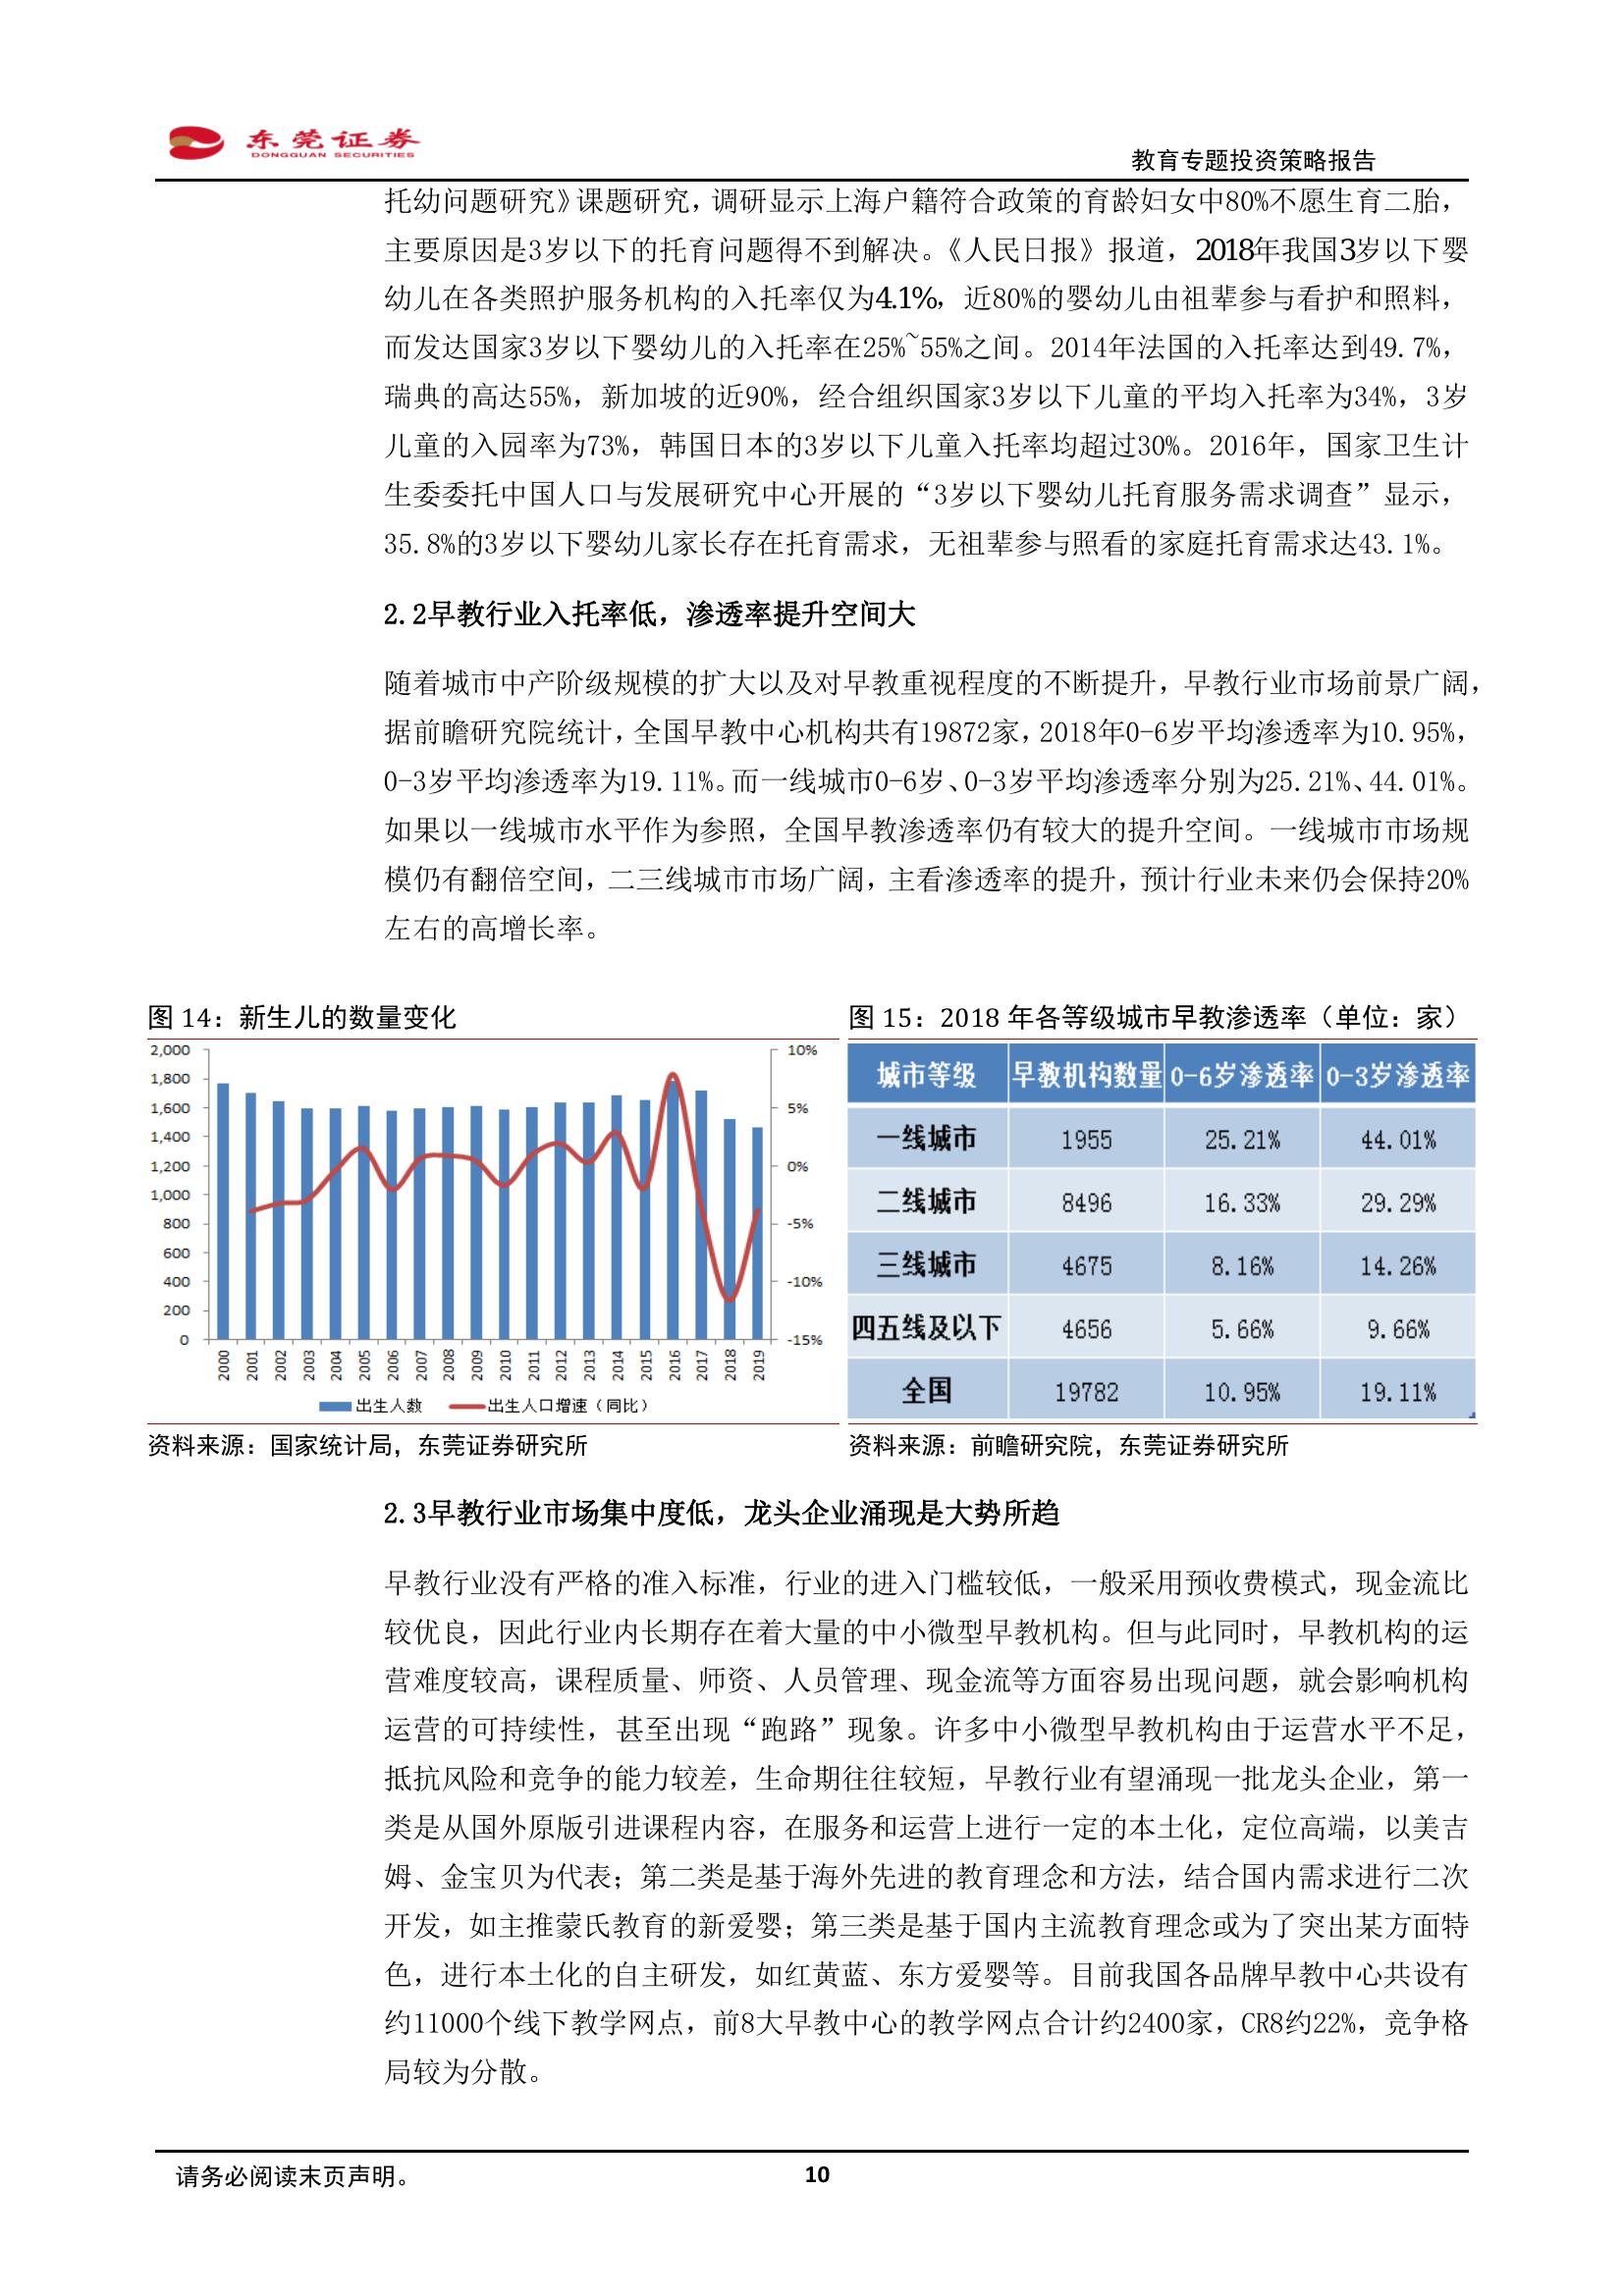 东莞证券
DONGGUAN SECURITIES
教育专题投资策略报告
托幼问题研究》课题研究，调研显示上海户籍符合政策的育龄妇女中80%不愿生育二胎，
主要原因是3岁以下的托育问题得不到解决。《人民日报》报道，2018年我国3岁以下婴
幼儿在各类照护服务机构的入托率仅为4.1%，近80%的婴幼儿由祖辈参与看护和照料，
而发达国家3岁以下婴幼儿的入托率在25%~55%之间。2014年法国的入托率达到49.7%，
瑞典的高达55%，新加坡的近90%，经合组织国家3岁以下儿童的平均入托率为34%，3岁
儿童的入园率为73%，韩国日本的3岁以下儿童入托率均超过30%。2016年，国家卫生计
生委委托中国人口与发展研究中心开展的“3岁以下婴幼儿托育服务需求调查”显示，
35.8%的3岁以下婴幼儿家长存在托育需求，无祖辈参与照看的家庭托育需求达43.1%。
2.2早教行业入托率低，渗透率提升空间大
随着城市中产阶级规模的扩大以及对早教重视程度的不断提升，早教行业市场前景广阔，
据前瞻研究院统计，全国早教中心机构共有19872家，2018年0-6岁平均渗透率为10.95%，
0-3岁平均渗透率为19.11%。而一线城市0-6岁、0-3岁平均渗透率分别为25.21%、44.01%。
如果以一线城市水平作为参照，全国早教渗透率仍有较大的提升空间。一线城市市场规
模仍有翻倍空间，二三线城市市场广阔，主看渗透率的提升，预计行业未来仍会保持20%
左右的高增长率。
图 14：新生儿的数量变化
2,000
1,800
1,600
1,400
1,200
1,000
800
600
400
200
0
10%
5%
0%
-5%
-10%
-15%
2000 2001 2002 2003 2004 2005 2006 2007 2008 2009 2010 2011 2012 2013 2014 2015 2016 2017 2018 2019
出生人数 出生人口增速（同比）
资料来源：国家统计局，东莞证券研究所
图 15：2018 年各等级城市早教渗透率（单位：家）
城市等级 早教机构数量 0-6岁渗透率 0-3岁渗透率
一线城市 1955 25.21% 44.01%
二线城市 8496 16.33% 29.29%
三线城市 4675 8.16% 14.26%
四五线及以下 4656 5.66% 9.66%
全国 19782 10.95% 19.11%
资料来源：前瞻研究院，东莞证券研究所
2.3早教行业市场集中度低，龙头企业涌现是大势所趋
早教行业没有严格的准入标准，行业的进入门槛较低，一般采用预收费模式，现金流比
较优良，因此行业内长期存在着大量的中小微型早教机构。但与此同时，早教机构的运
营难度较高，课程质量、师资、人员管理、现金流等方面容易出现问题，就会影响机构
运营的可持续性，甚至出现“跑路”现象。许多中小微型早教机构由于运营水平不足，
抵抗风险和竞争的能力较差，生命期往往较短，早教行业有望涌现一批龙头企业，第一
类是从国外原版引进课程内容，在服务和运营上进行一定的本土化，定位高端，以美吉
姆、金宝贝为代表；第二类是基于海外先进的教育理念和方法，结合国内需求进行二次
开发，如主推蒙氏教育的新爱婴；第三类是基于国内主流教育理念或为了突出某方面特
色，进行本土化的自主研发，如红黄蓝、东方爱婴等。目前我国各品牌早教中心共设有
约11000个线下教学网点，前8大早教中心的教学网点合计约2400家，CR8约22%，竞争格
局较为分散。
请务必阅读末页声明。
10